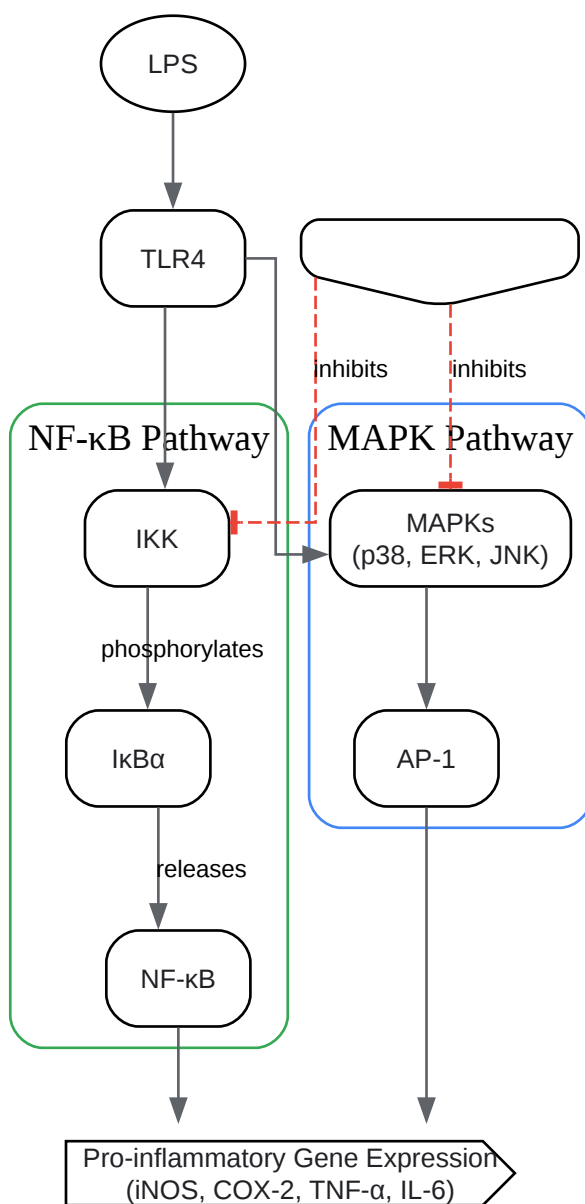 LPS
TLR4
inhibits
inhibits
NF-κB Pathway
MAPK Pathway
IKK
MAPKs
(p38, ERK, JNK)
phosphorylates
IκBα
AP-1
releases
NF-κB
Pro-inflammatory Gene Expression
(iNOS, COX-2, TNF-α, IL-6)